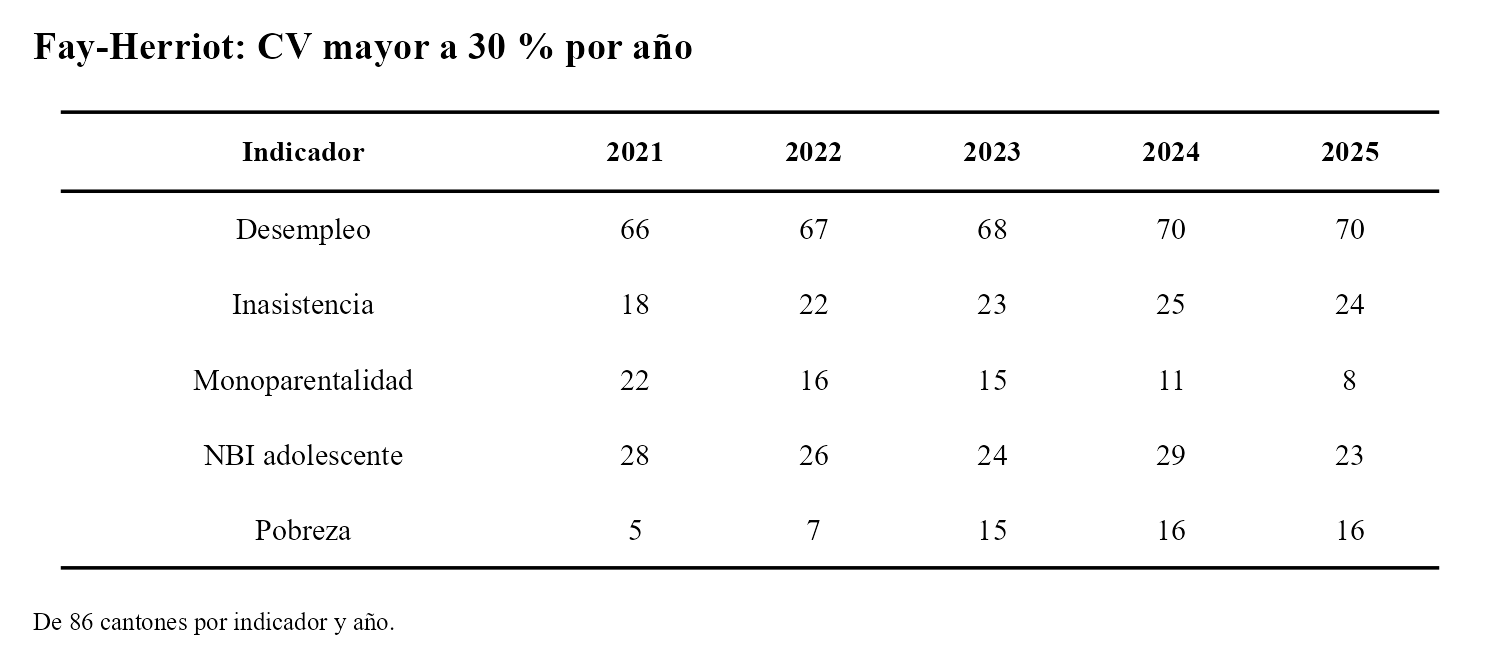 Fay-Herriot: CV mayor a 30 % por año
Indicador 2021 2022 2023 2024 2025
Desempleo 66 67 68 70 70
Inasistencia 18 22 23 25 24
Monoparentalidad 22 16 15 11 8
NBI adolescente 28 26 24 29 23
Pobreza 5 7 15 16 16
De 86 cantones por indicador y año.